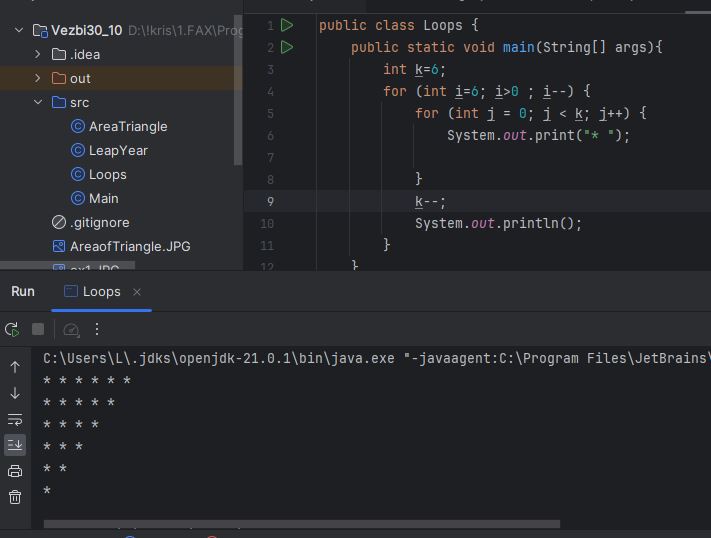 Vezbi30_10 D:\!kris\1.FAX\Prog
.idea
out
src
AreaTriangle
LeapYear
Loops
Main
.gitignore
AreaofTriangle.JPG
ex1.JPG
1 public class Loops {
2 public static void main(String[] args){
3 int k=6;
4 for (int i=6; i>0 ; i--) {
5 for (int j = 0; j < k; j++) {
6 System.out.print("* ");
7
8 }
9 k--;
10 System.out.println();
11 }
12 }
Run Loops
C:\Users\L\.jdks\openjdk-21.0.1\bin\java.exe "-javaagent:C:\Program Files\JetBrains\
* * * * * *
* * * * *
* * * *
* * *
* *
*